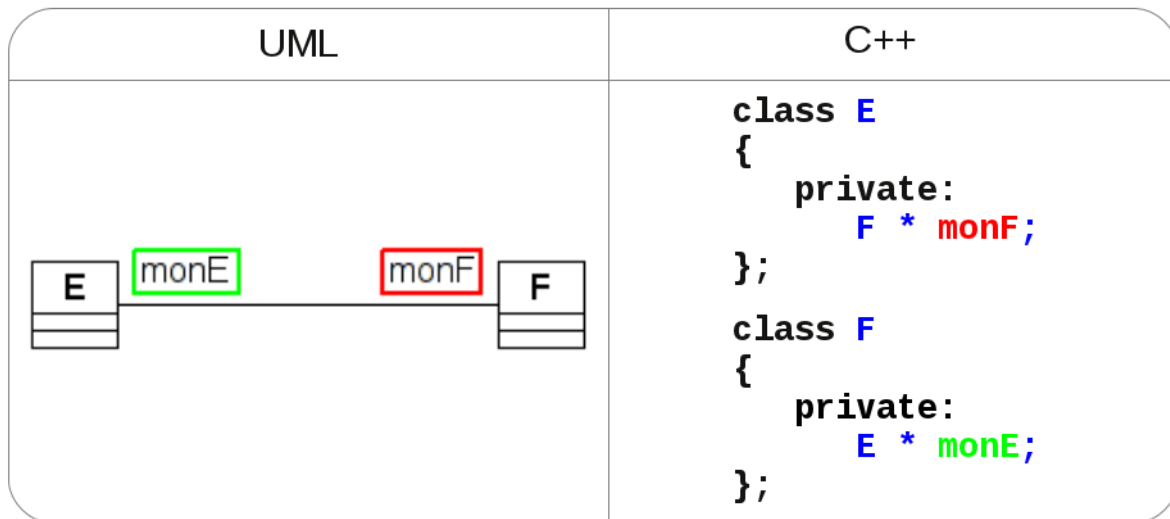 UML
C++
monE
monF
E
F
class E
{
private:
F * monF;
};
class F
{
private:
E * monE;
};